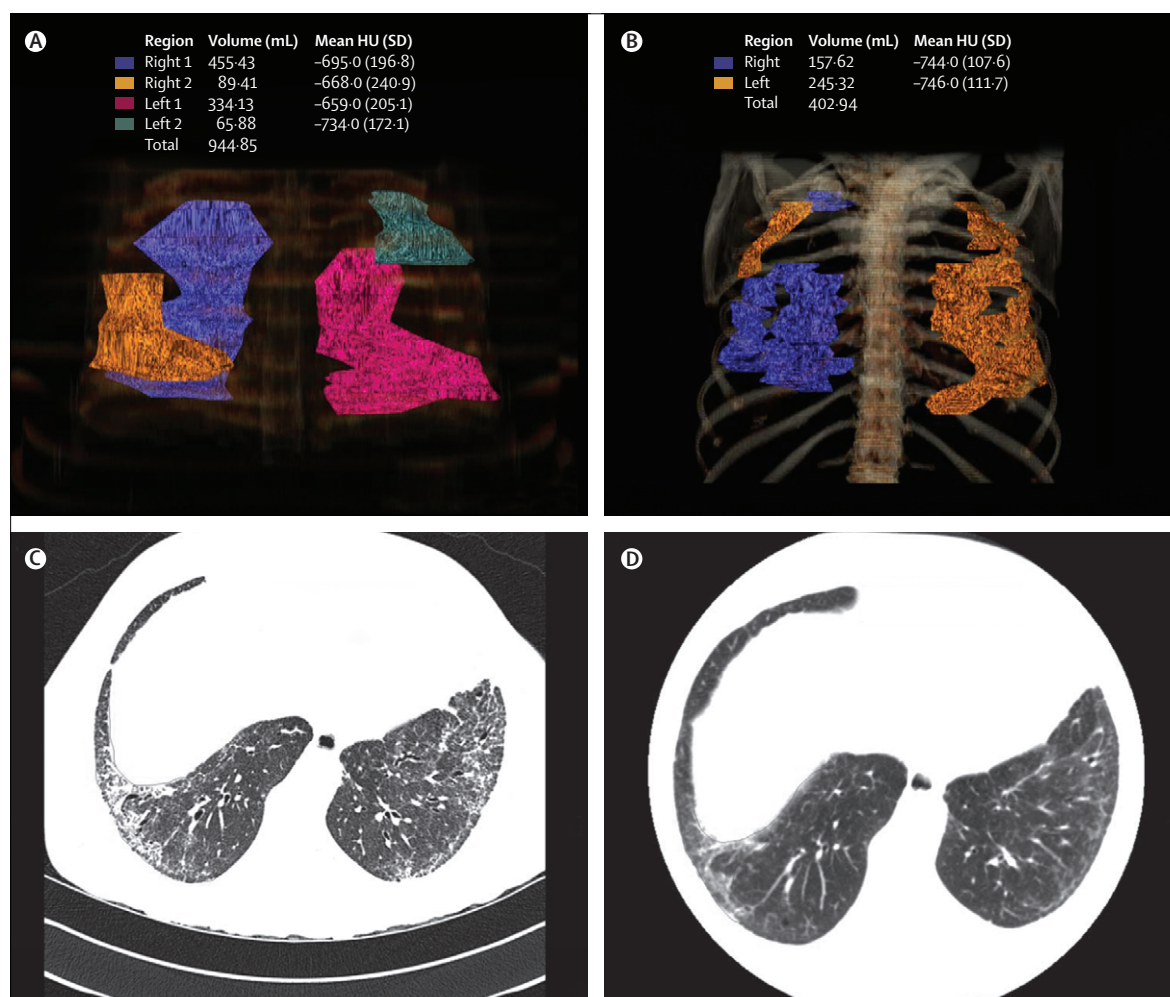 A
Region Volume (mL) Mean HU (SD)
Right 1 455·43 –695·0 (196·8)
Right 2 89·41 –668·0 (240·9)
Left 1 334·13 –659·0 (205·1)
Left 2 65·88 –734·0 (172·1)
Total 944·85
B
Region Volume (mL) Mean HU (SD)
Right 157·62 –744·0 (107·6)
Left 245·32 –746·0 (111·7)
Total 402·94
C
D